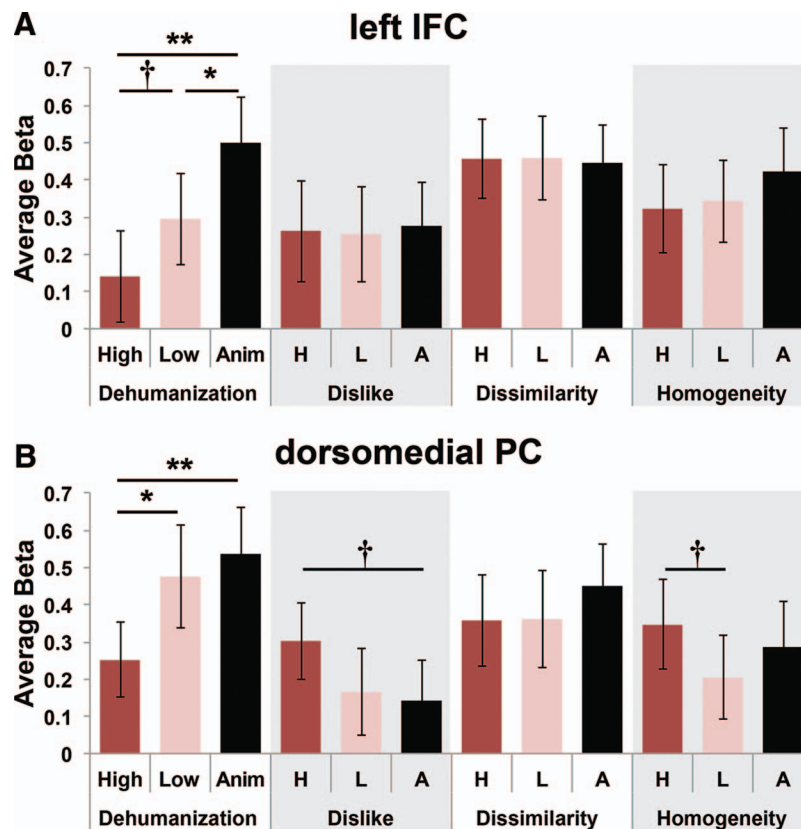 A
left IFC
** 
† *
Average Beta
0.7
0.6
0.5
0.4
0.3
0.2
0.1
0
High Low Anim H L A H L A H L A
Dehumanization Dislike Dissimilarity Homogeneity
B
dorsomedial PC
**
*
† †
Average Beta
0.7
0.6
0.5
0.4
0.3
0.2
0.1
0
High Low Anim H L A H L A H L A
Dehumanization Dislike Dissimilarity Homogeneity